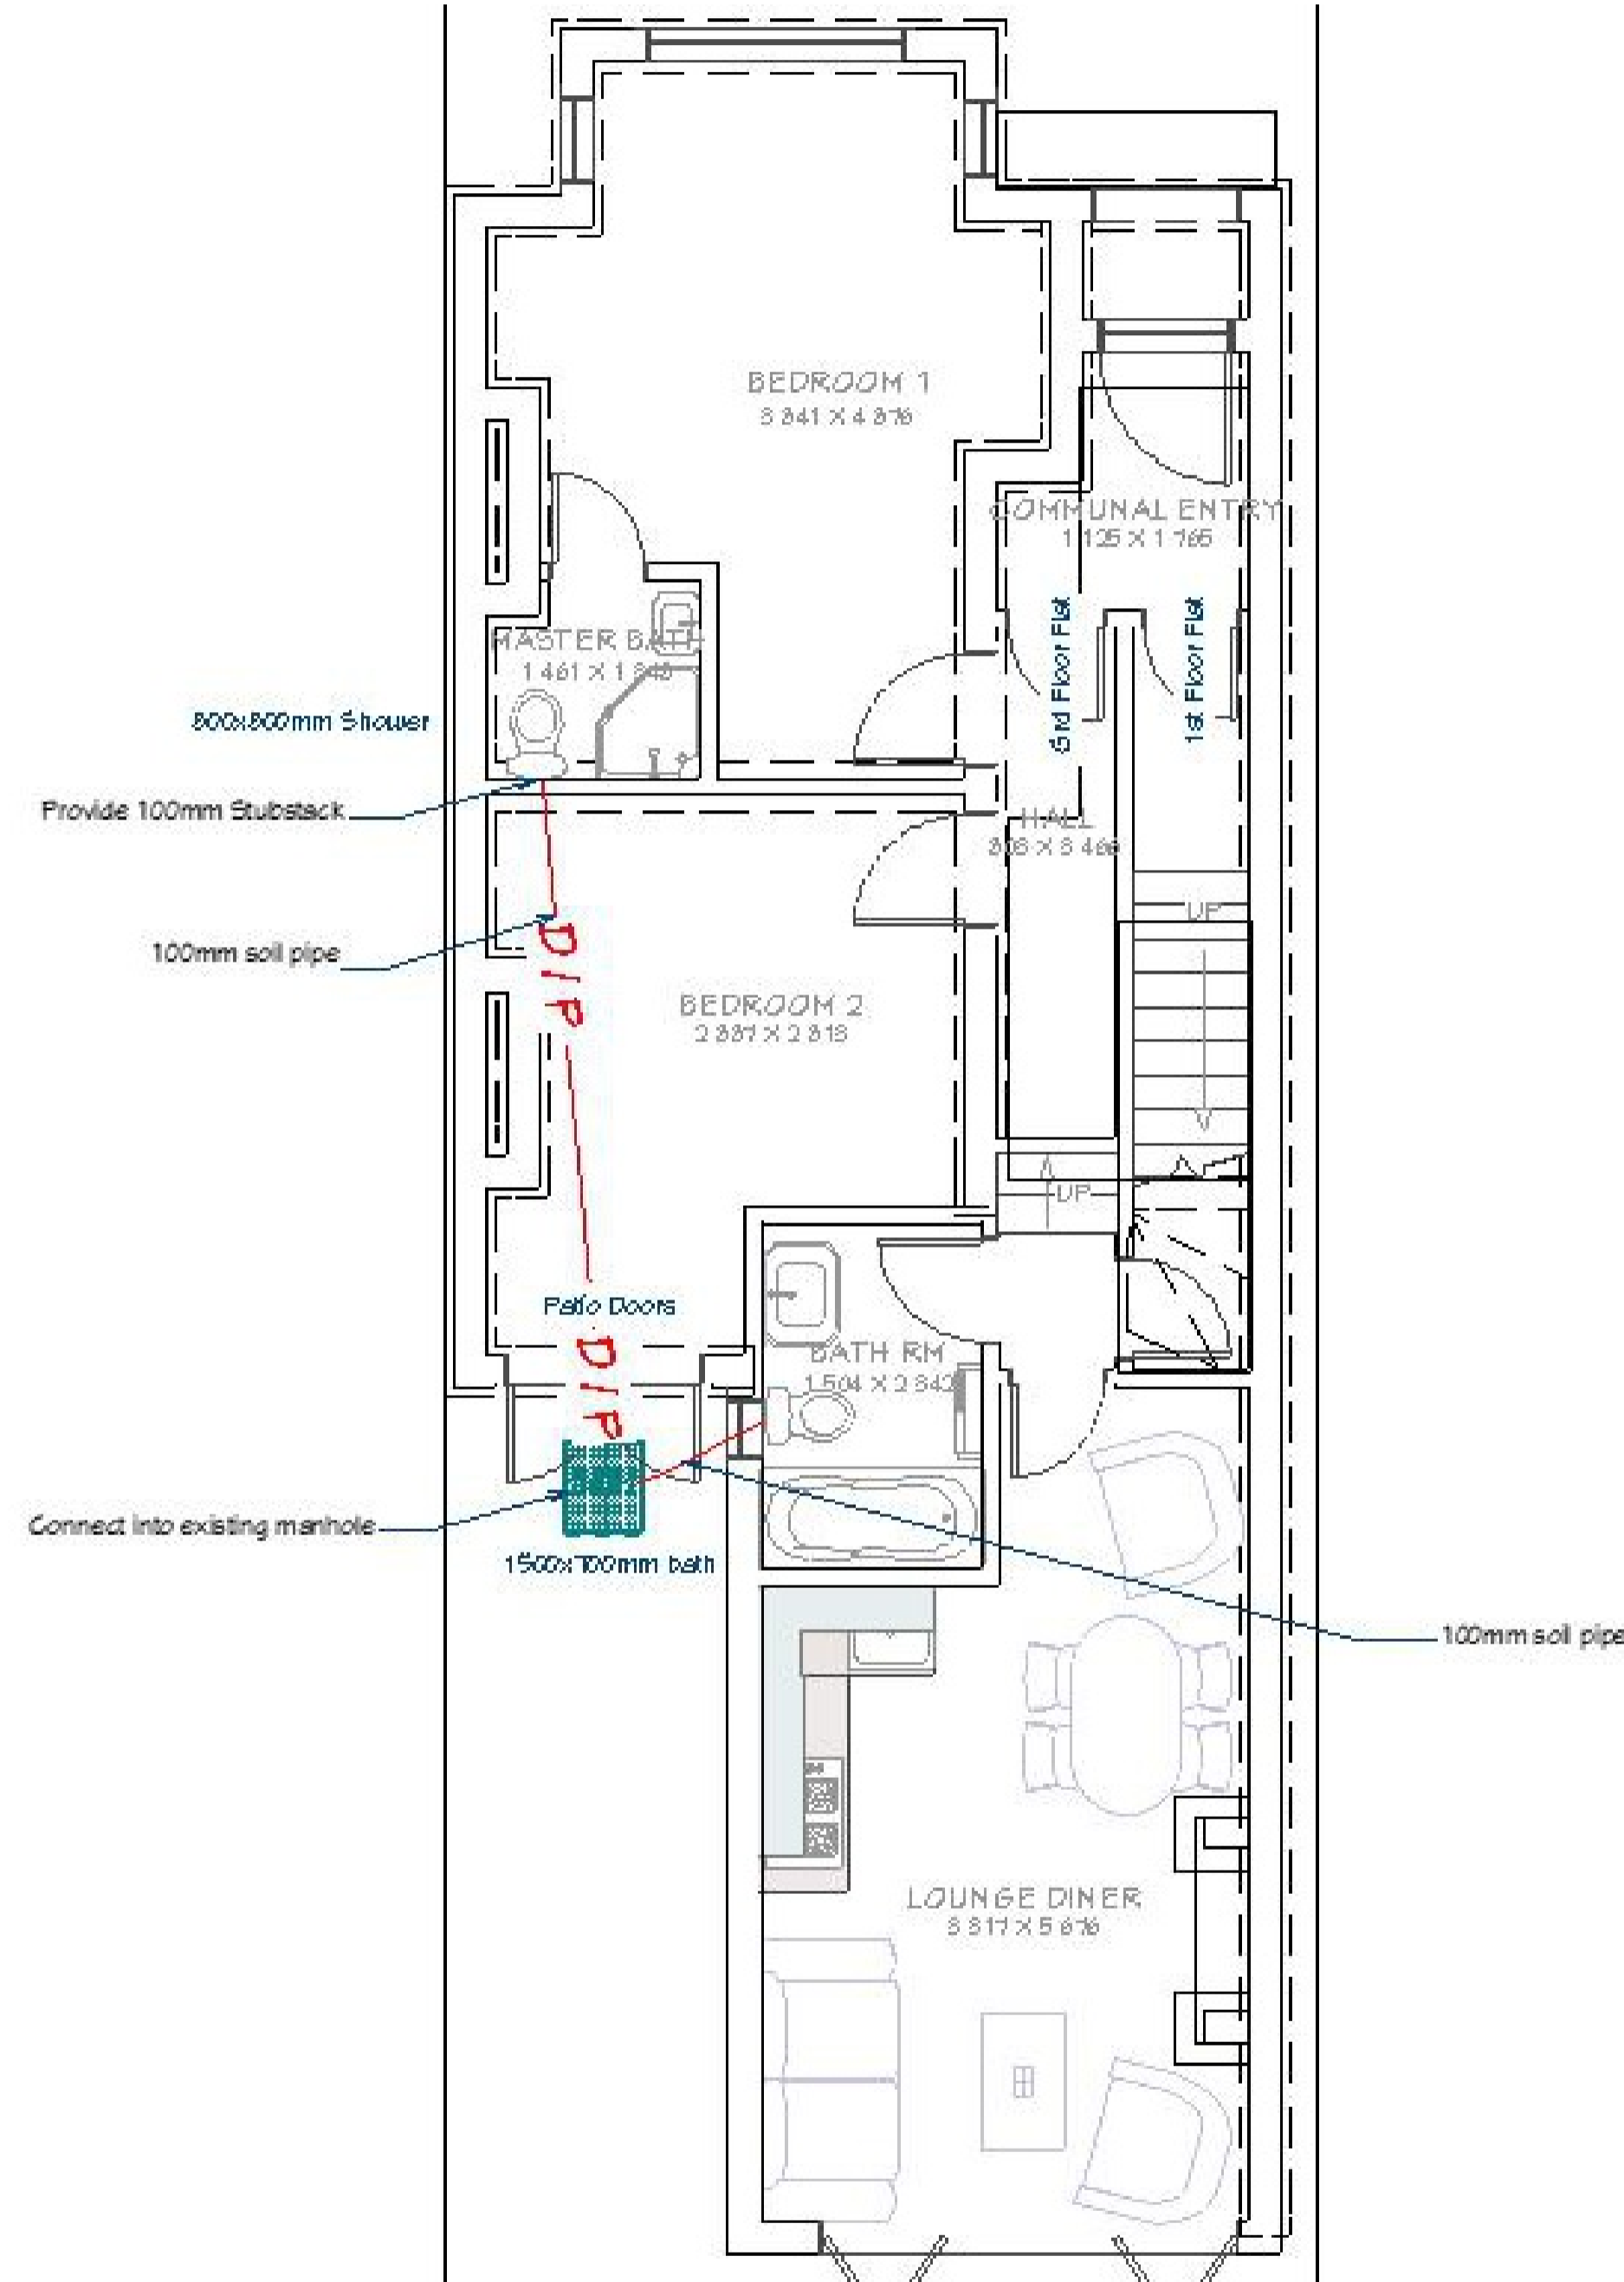 BEDROOM 1
COMMUNAL ENTRY
3rd Floor Flat
1st Floor Flat
MASTER BATH
800x800mm Shower
Provide 100mm Stubstack
HALL
UP
100mm soil pipe
D/P
BEDROOM 2
UP
Patio Doors
D/P
BATH RM
Connect into existing manhole
1500x700mm bath
100mm soil pipe
LOUNGE DINER